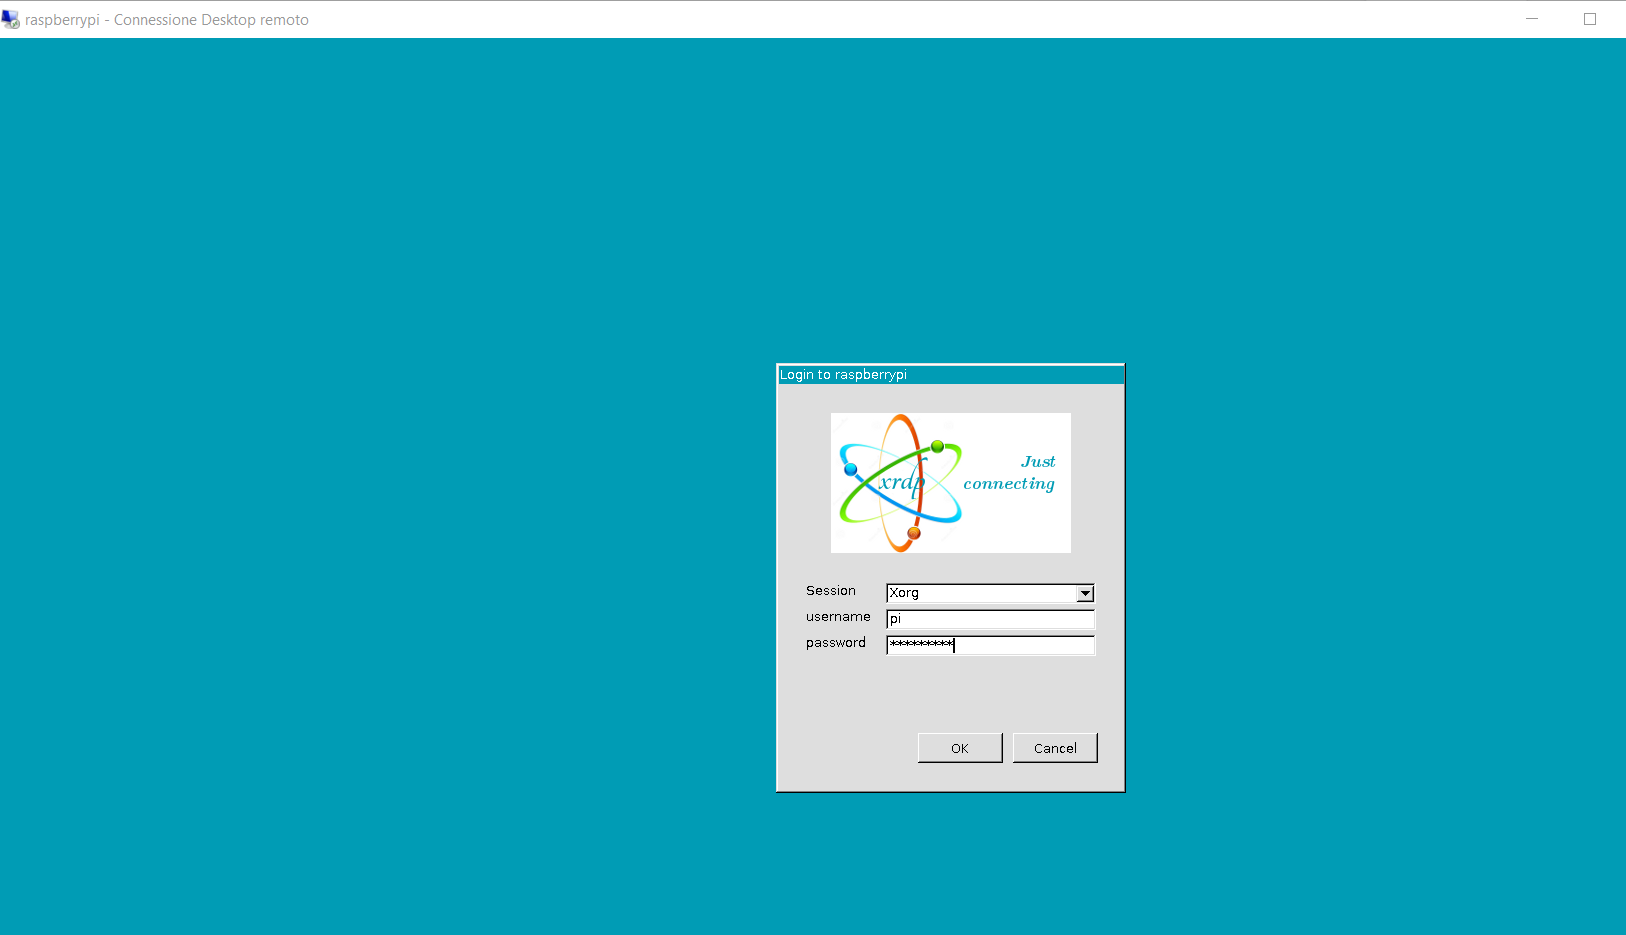 raspberrypi - Connessione Desktop remoto
Login to raspberrypi
xrdp
Just
connecting
Session
Xorg
username
pi
password
*********
OK
Cancel